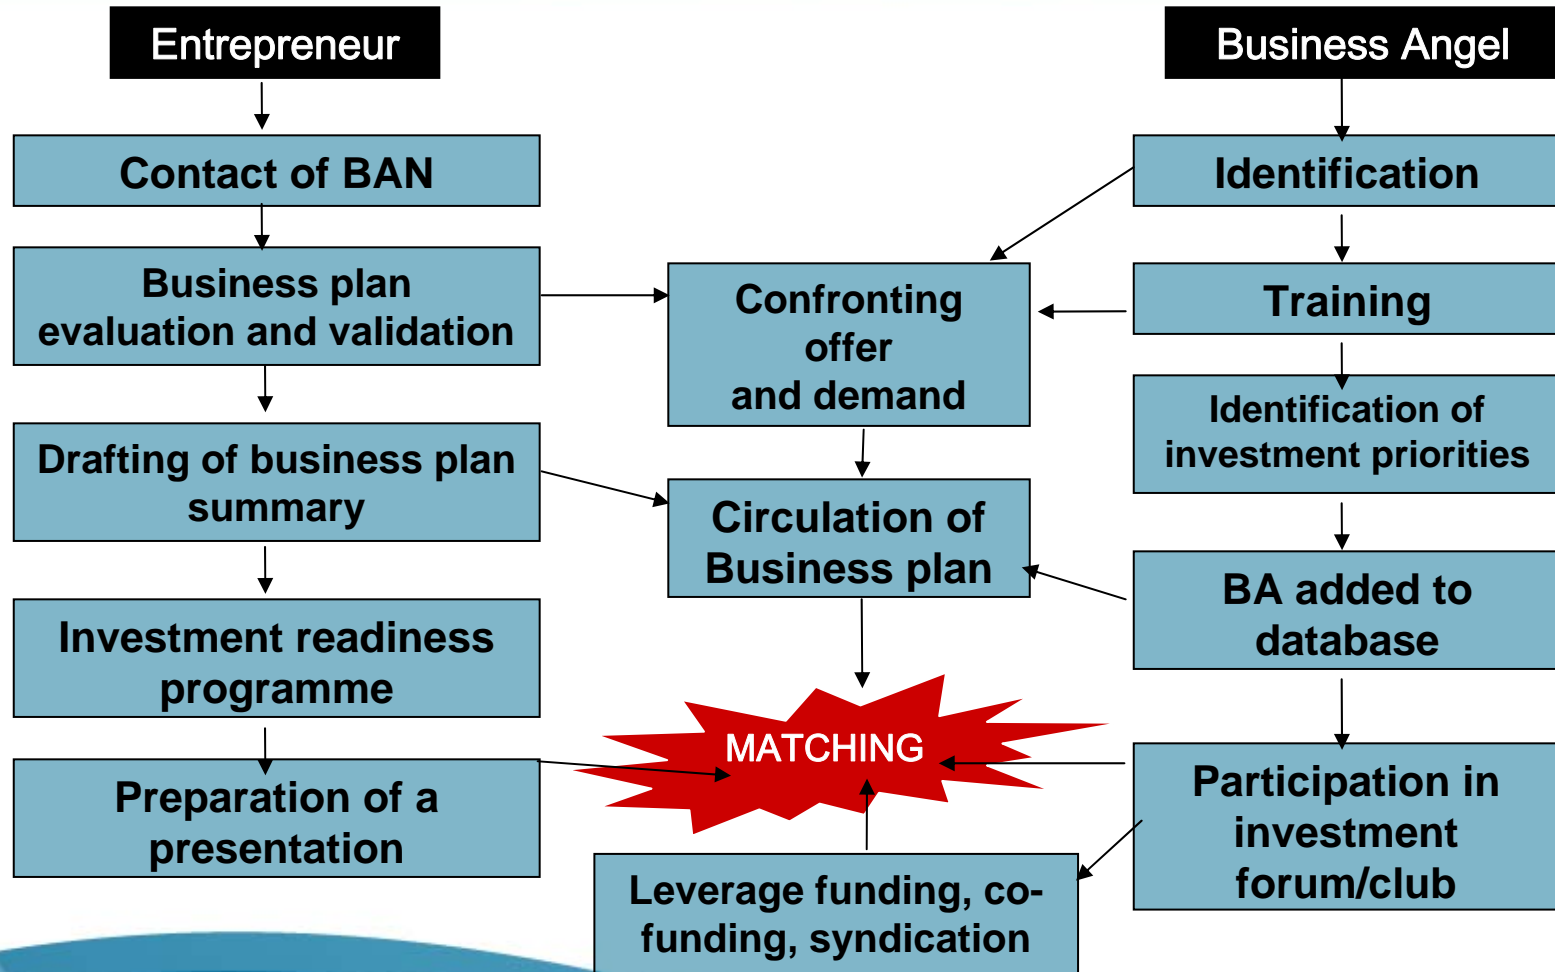 Entrepreneur
Business Angel
Contact of BAN
Identification
Business plan
evaluation and validation
Confronting
offer
and demand
Training
Identification of
investment priorities
Drafting of business plan
summary
Circulation of
Business plan
BA added to
database
Investment readiness
programme
MATCHING
Preparation of a
presentation
Participation in
investment
forum/club
Leverage funding, co-
funding, syndication